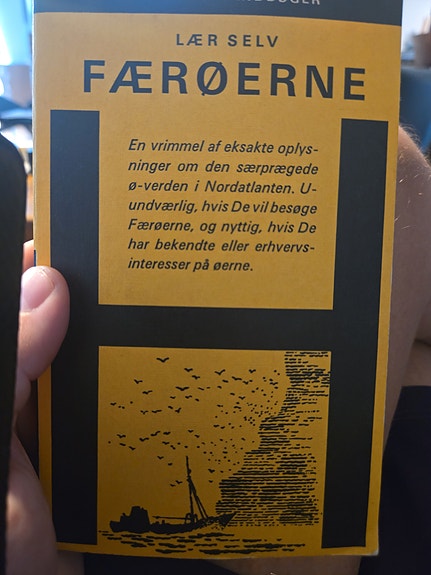 LÆR SELV
FÆRØERNE
En vrimmel af eksakte oplys-
ninger om den særprægede
ø-verden i Nordatlanten. U-
undværlig, hvis De vil besøge
Færøerne, og nyttig, hvis De
har bekendte eller erhvervs-
interesser på øerne.